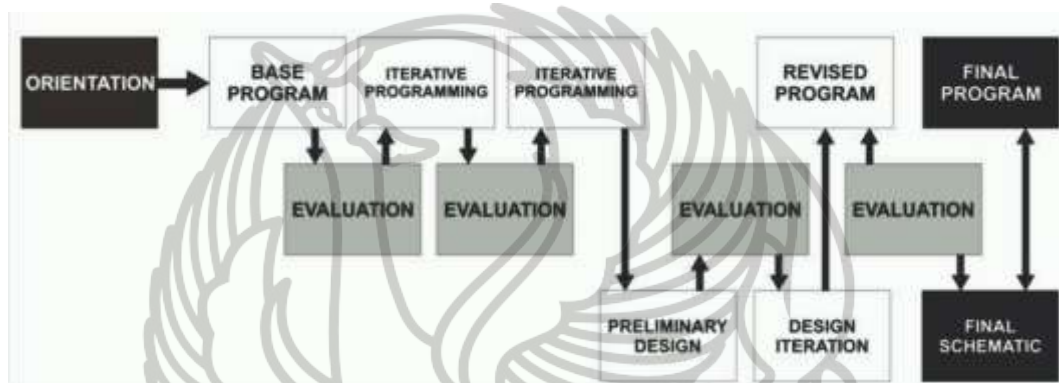 ORIENTATION
BASE
PROGRAM
ITERATIVE
PROGRAMMING
ITERATIVE
PROGRAMMING
REVISED
PROGRAM
FINAL
PROGRAM
EVALUATION
EVALUATION
EVALUATION
EVALUATION
PRELIMINARY
DESIGN
DESIGN
ITERATION
FINAL
SCHEMATIC